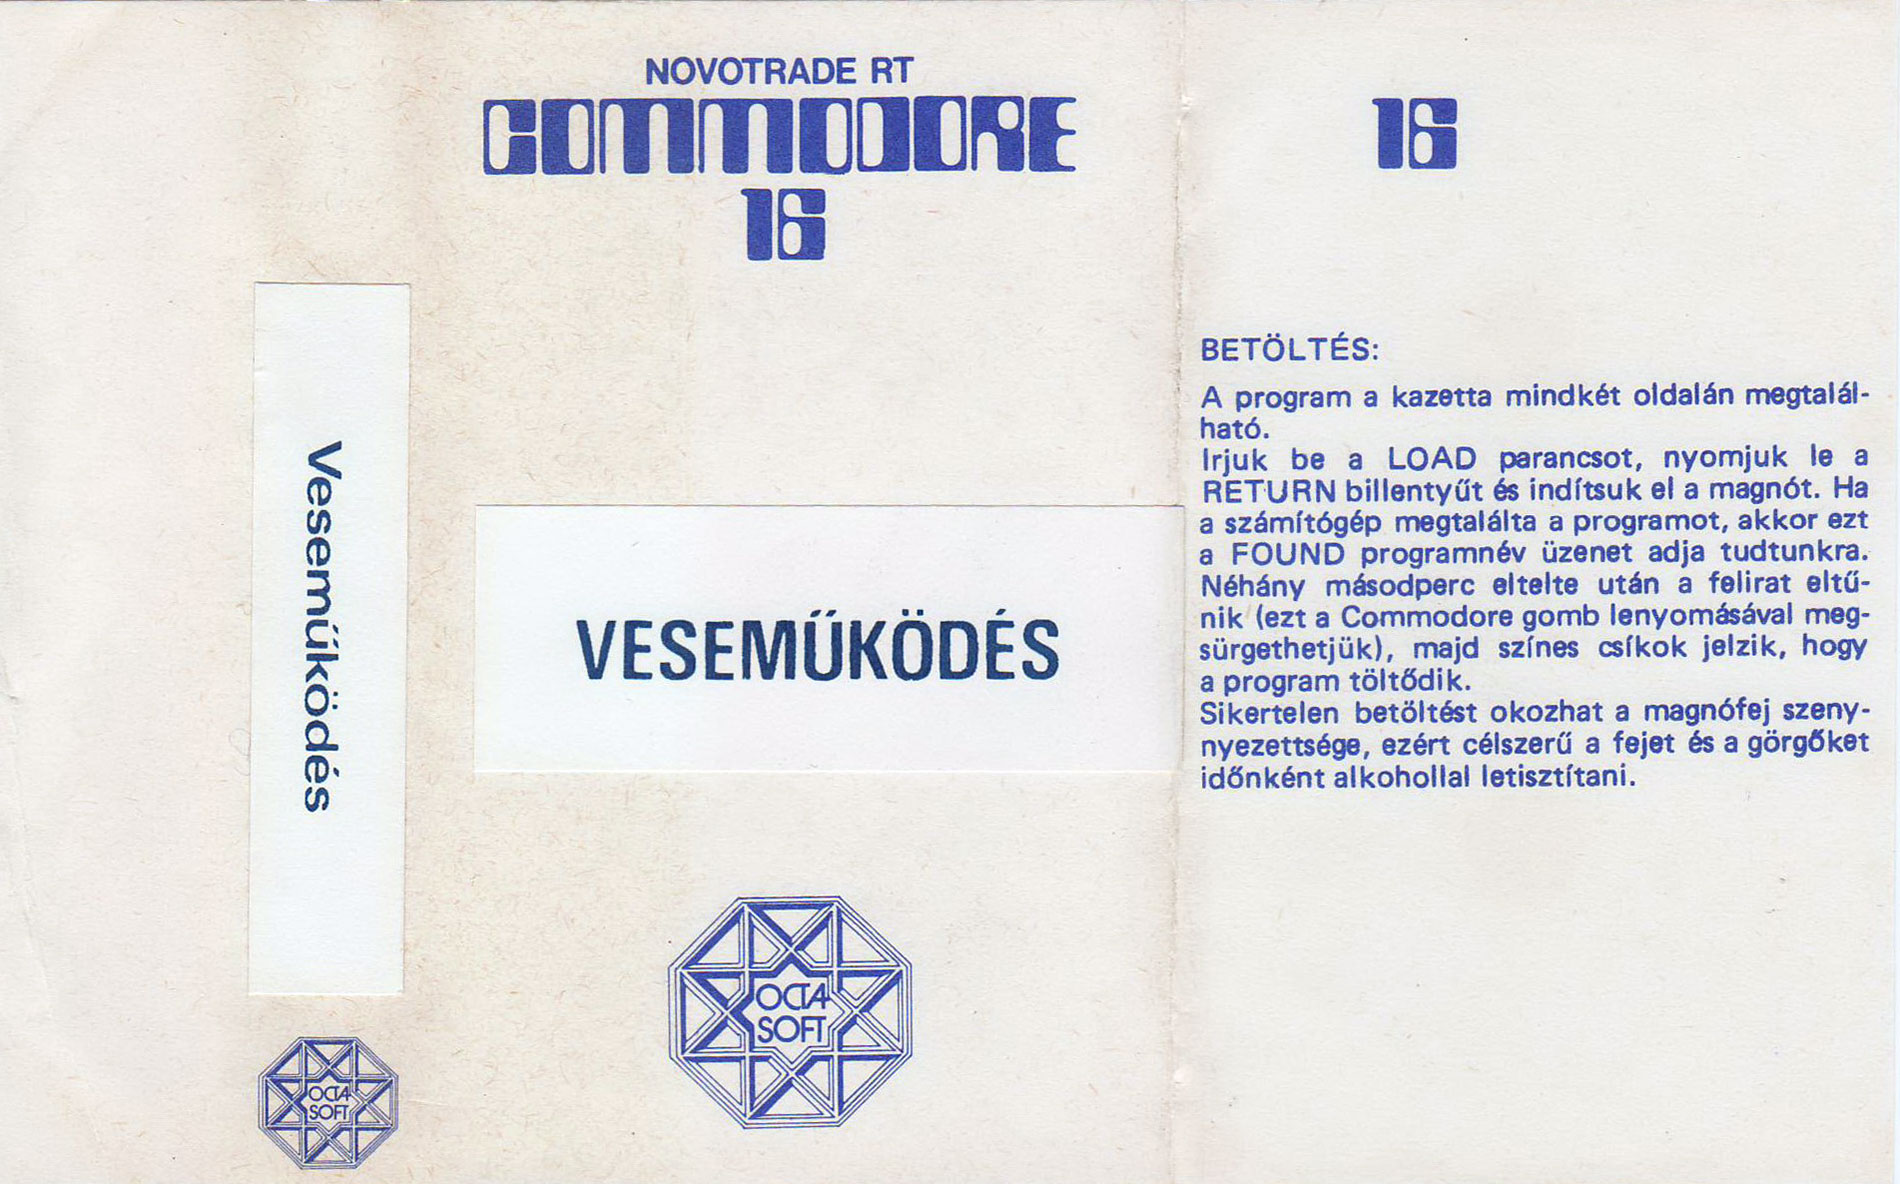 Veseműködés
OCTA
SOFT
NOVOTRADE RT
COMMODORE
16
VESEMŰKÖDÉS
OCTA
SOFT
16
BETÖLTÉS:
A program a kazetta mindkét oldalán megtalál-
ható.
Irjuk be a LOAD parancsot, nyomjuk le a
RETURN billentyűt és indítsuk el a magnót. Ha
a számítógép megtalálta a programot, akkor ezt
a FOUND programnév üzenet adja tudtunkra.
Néhány másodperc eltelte után a felirat eltű-
nik (ezt a Commodore gomb lenyomásával meg-
sürgethetjük), majd színes csíkok jelzik, hogy
a program töltődik.
Sikertelen betöltést okozhat a magnófej szeny-
nyezettsége, ezért célszerű a fejet és a görgőket
időnként alkohollal letisztítani.